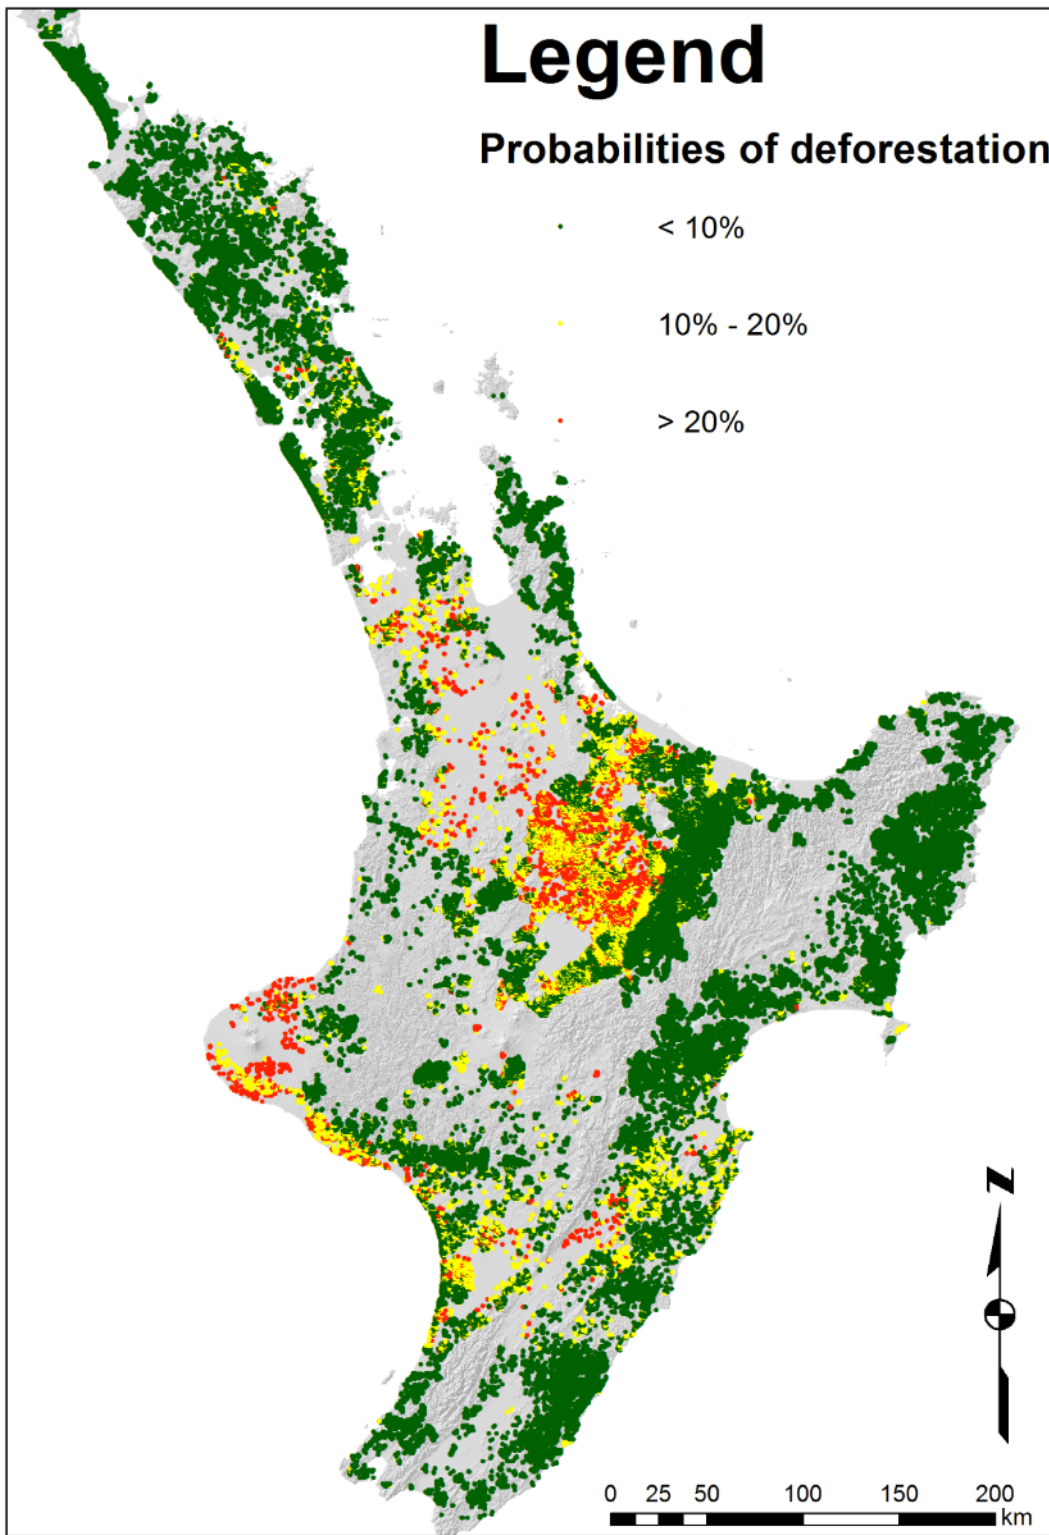 Legend
Probabilities of deforestation
< 10%
10% - 20%
> 20%
N
0 25 50 100 150 200
km